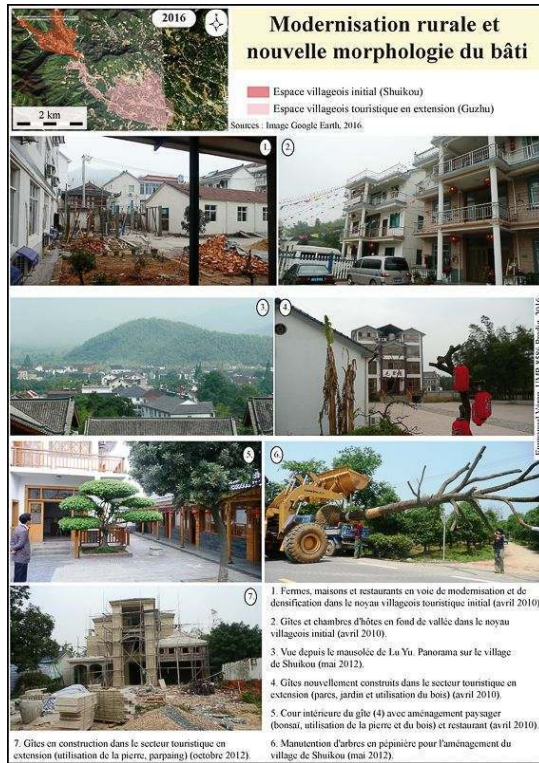 2016
Modernisation rurale et
nouvelle morphologie du bâti
Espace villageois initial (Shuikou)
Espace villageois touristique en extension (Guzhu)
2 km
Sources : Image Google Earth, 2016.
1.
2.
3.
4.
Emmanuel Véron, UMR 8586 Prodig, 2016
5.
6.
7.
1. Fermes, maisons et restaurants en voie de modernisation et de
densification dans le noyau villageois touristique initial (avril 2010).
2. Gîtes et chambres d'hôtes en fond de vallée dans le noyau
villageois initial (avril 2010).
3. Vue depuis le mausolée de Lu Yu. Panorama sur le village
de Shuikou (mai 2012).
4. Gîtes nouvellement construits dans le secteur touristique en
extension (parcs, jardin et utilisation du bois) (avril 2010).
5. Cour intérieure du gîte (4) avec aménagement paysager
(bonsaï, utilisation de la pierre et du bois) et restaurant (avril 2010).
6. Manutention d'arbres en pépinière pour l'aménagement du
village de Shuikou (mai 2012).
7. Gîtes en construction dans le secteur touristique en
extension (utilisation de la pierre, parpaing) (octobre 2012).